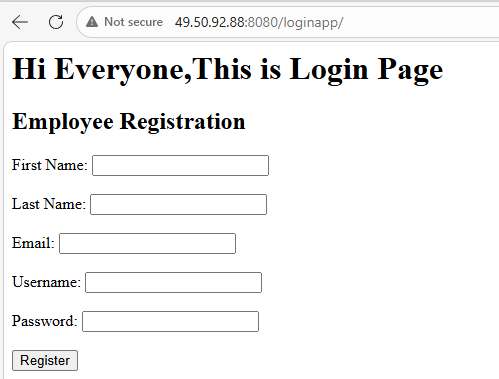 Not secure 49.50.92.88:8080/loginapp/
Hi Everyone,This is Login Page
Employee Registration
First Name:
Last Name:
Email:
Username:
Password:
Register